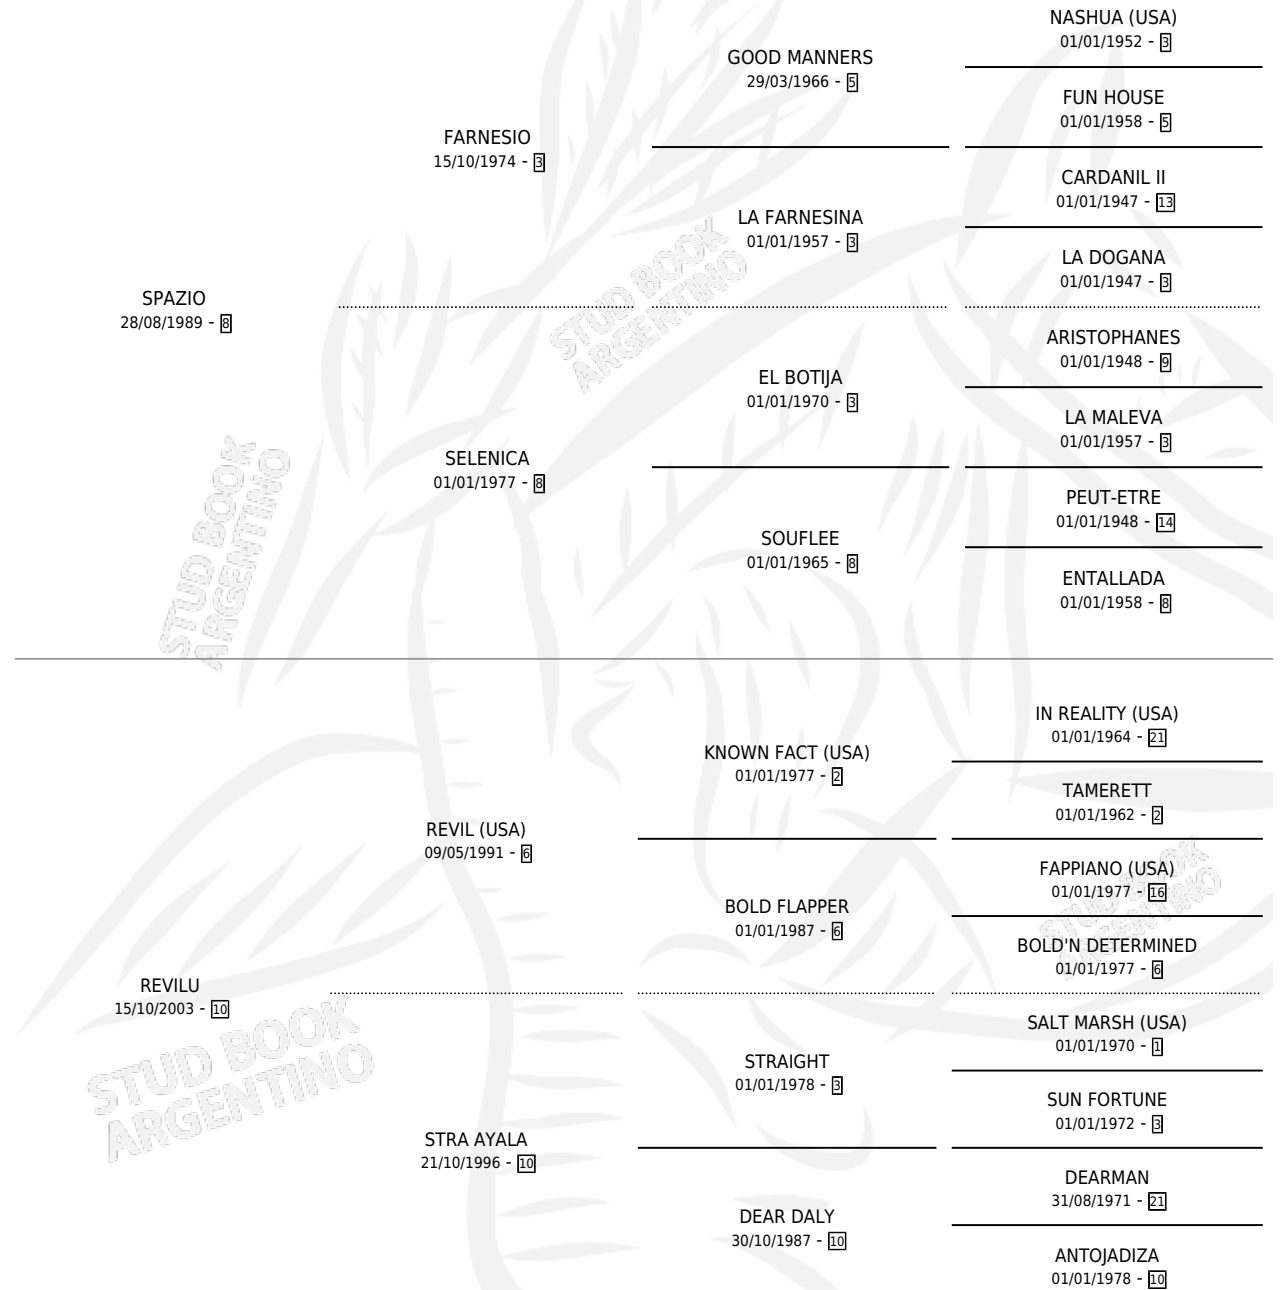 NASHUA (USA)
01/01/1952 - 3
GOOD MANNERS
29/03/1966 - 5
FUN HOUSE
01/01/1958 - 5
FARNESIO
15/10/1974 - 3
CARDANIL II
01/01/1947 - 13
LA FARNESINA
01/01/1957 - 3
LA DOGANA
01/01/1947 - 3
SPAZIO
28/08/1989 - 8
STUD BOOK
ARGENTINO
ARISTOPHANES
01/01/1948 - 9
EL BOTIJA
01/01/1970 - 3
LA MALEVA
01/01/1957 - 3
SELENICA
01/01/1977 - 8
PEUT-ETRE
01/01/1948 - 14
SOUFLEE
01/01/1965 - 8
ENTALLADA
01/01/1958 - 8
STUD BOOK
ARGENTINO
IN REALITY (USA)
01/01/1964 - 21
KNOWN FACT (USA)
01/01/1977 - 2
TAMERETT
01/01/1962 - 2
REVIL (USA)
09/05/1991 - 6
FAPPIANO (USA)
01/01/1977 - 16
STUD BOOK
ARGENTINO
BOLD FLAPPER
01/01/1987 - 6
BOLD'N DETERMINED
01/01/1977 - 6
REVILU
15/10/2003 - 10
STUD BOOK
ARGENTINO
SALT MARSH (USA)
01/01/1970 - 1
STRAIGHT
01/01/1978 - 3
SUN FORTUNE
01/01/1972 - 3
STRA AYALA
21/10/1996 - 10
DEARMAN
31/08/1971 - 21
DEAR DALY
30/10/1987 - 10
ANTOJADIZA
01/01/1978 - 10